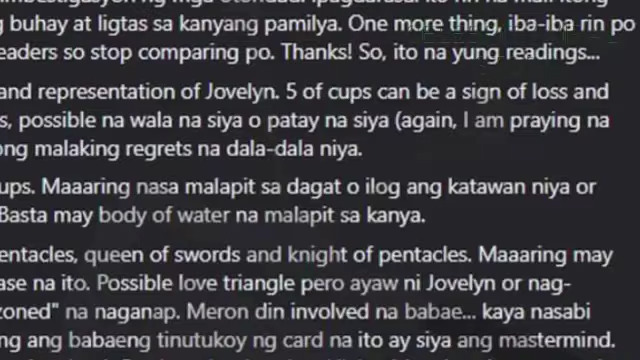 buhay at ligtas sa kanyang pamilya. One more thing, iba-iba rin po
eaders so stop comparing po. Thanks! So, ito na yung readings...
and representation of Jovelyn. 5 of cups can be a sign of loss and
s, possible na wala na siya o patay na siya (again, I am praying na
ong malaking regrets na dala-dala niya.
ups. Maaaring nasa malapit sa dagat o ilog ang katawan niya or
Basta may body of water na malapit sa kanya.
entacles, queen of swords and knight of pentacles. Maaaring may
ase na ito. Possible love triangle pero ayaw ni Jovelyn or nag-
zoned" na naganap. Meron din involved na babae... kaya nasabi
ng ang babaeng tinutukoy ng card na ito ay siya ang mastermind.